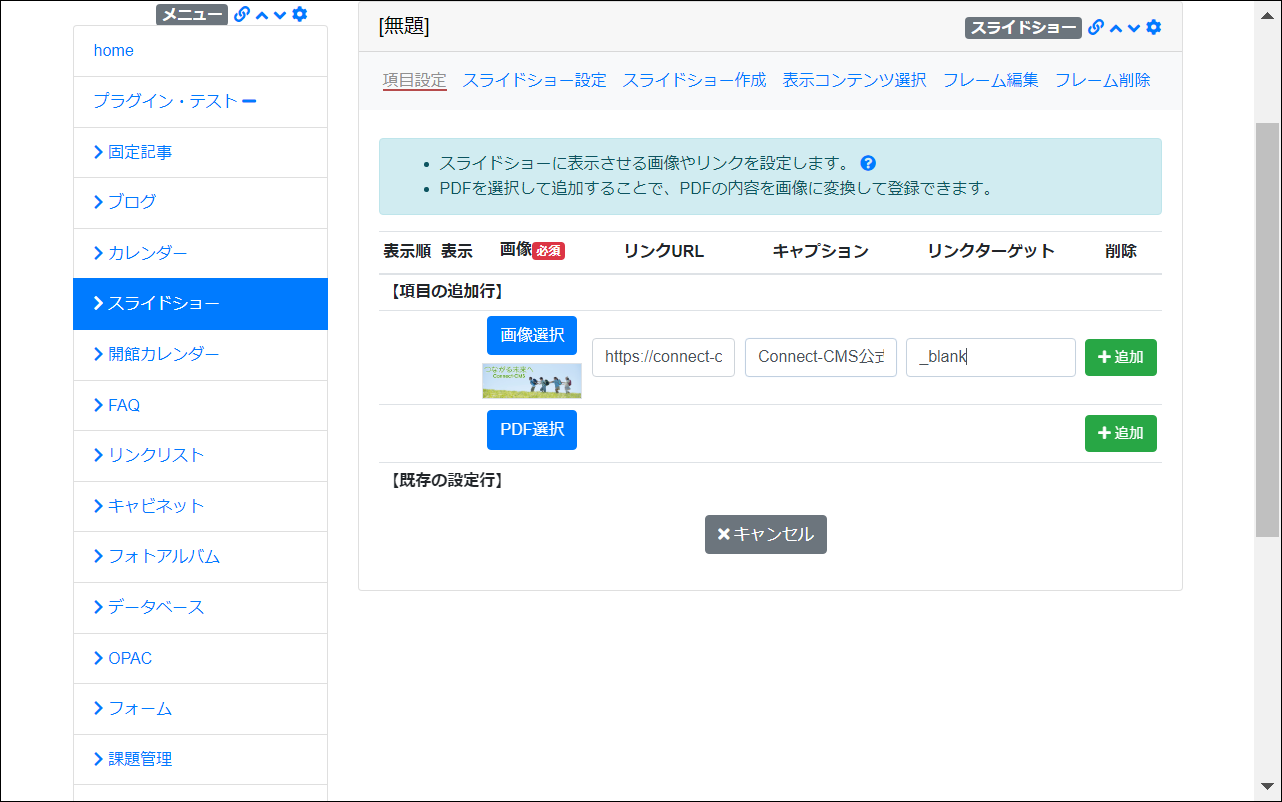 メニュー
home
プラグイン・テスト
固定記事
ブログ
カレンダー
スライドショー
開館カレンダー
FAQ
リンクリスト
キャビネット
フォトアルバム
データベース
OPAC
フォーム
課題管理
[無題]
スライドショー
項目設定 スライドショー設定 スライドショー作成 表示コンテンツ選択 フレーム編集 フレーム削除
• スライドショーに表示させる画像やリンクを設定します。
• PDFを選択して追加することで、PDFの内容を画像に変換して登録できます。
表示順 表示 画像 必須 リンクURL キャプション リンクターゲット 削除
【項目の追加行】
画像選択
つながる未来へ
Connect-CMS
https://connect-c Connect-CMS公式 _blank 追加
PDF選択 追加
【既存の設定行】
キャンセル